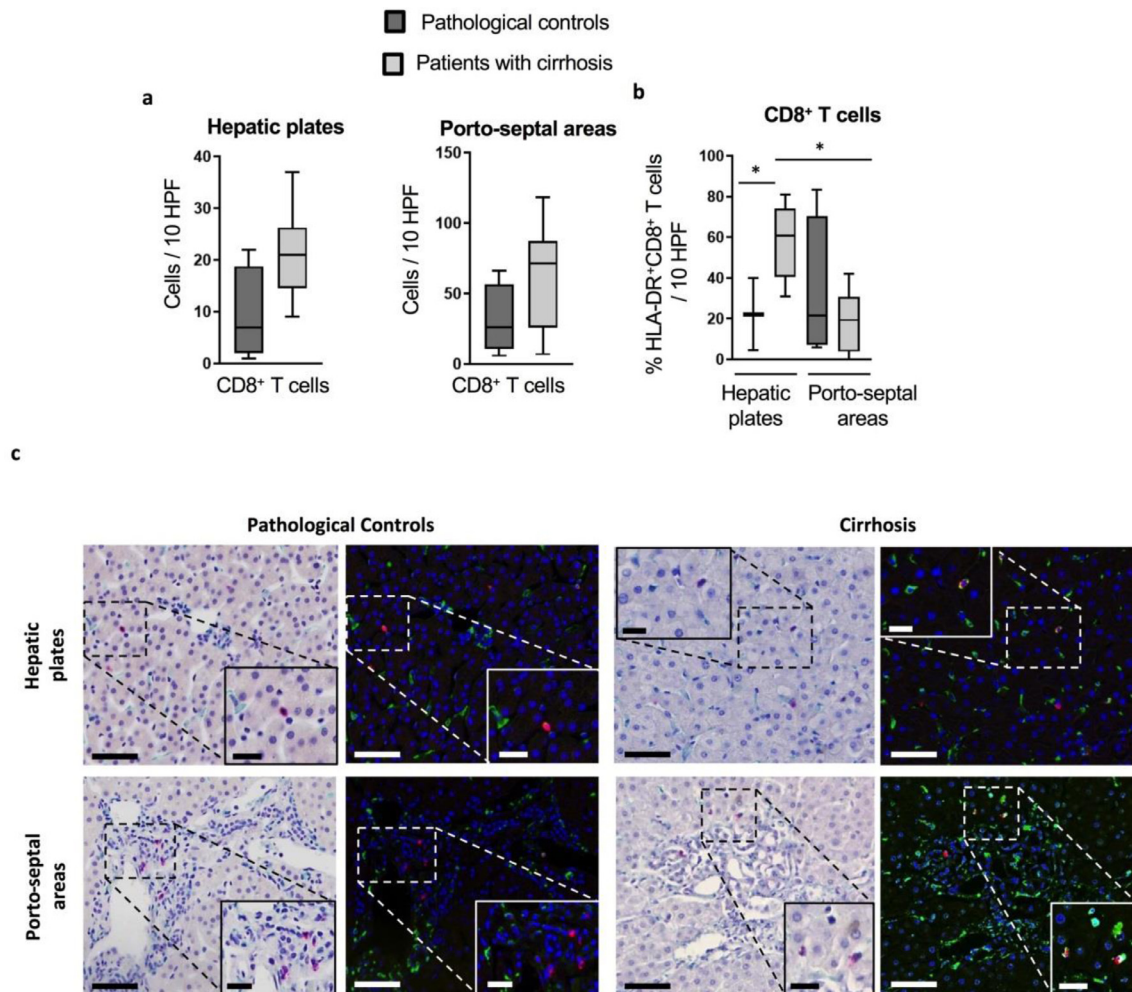 Pathological controls
Patients with cirrhosis
a
Hepatic plates
Cells / 10 HPF
40
30
20
10
0
CD8⁺ T cells
Porto-septal areas
Cells / 10 HPF
150
100
50
0
CD8⁺ T cells
b
CD8⁺ T cells
% HLA-DR⁺CD8⁺ T cells
/ 10 HPF
100
80
60
40
20
0
*
*
Hepatic
plates
Porto-septal
areas
c
Pathological Controls
Cirrhosis
Hepatic
plates
Porto-septal
areas